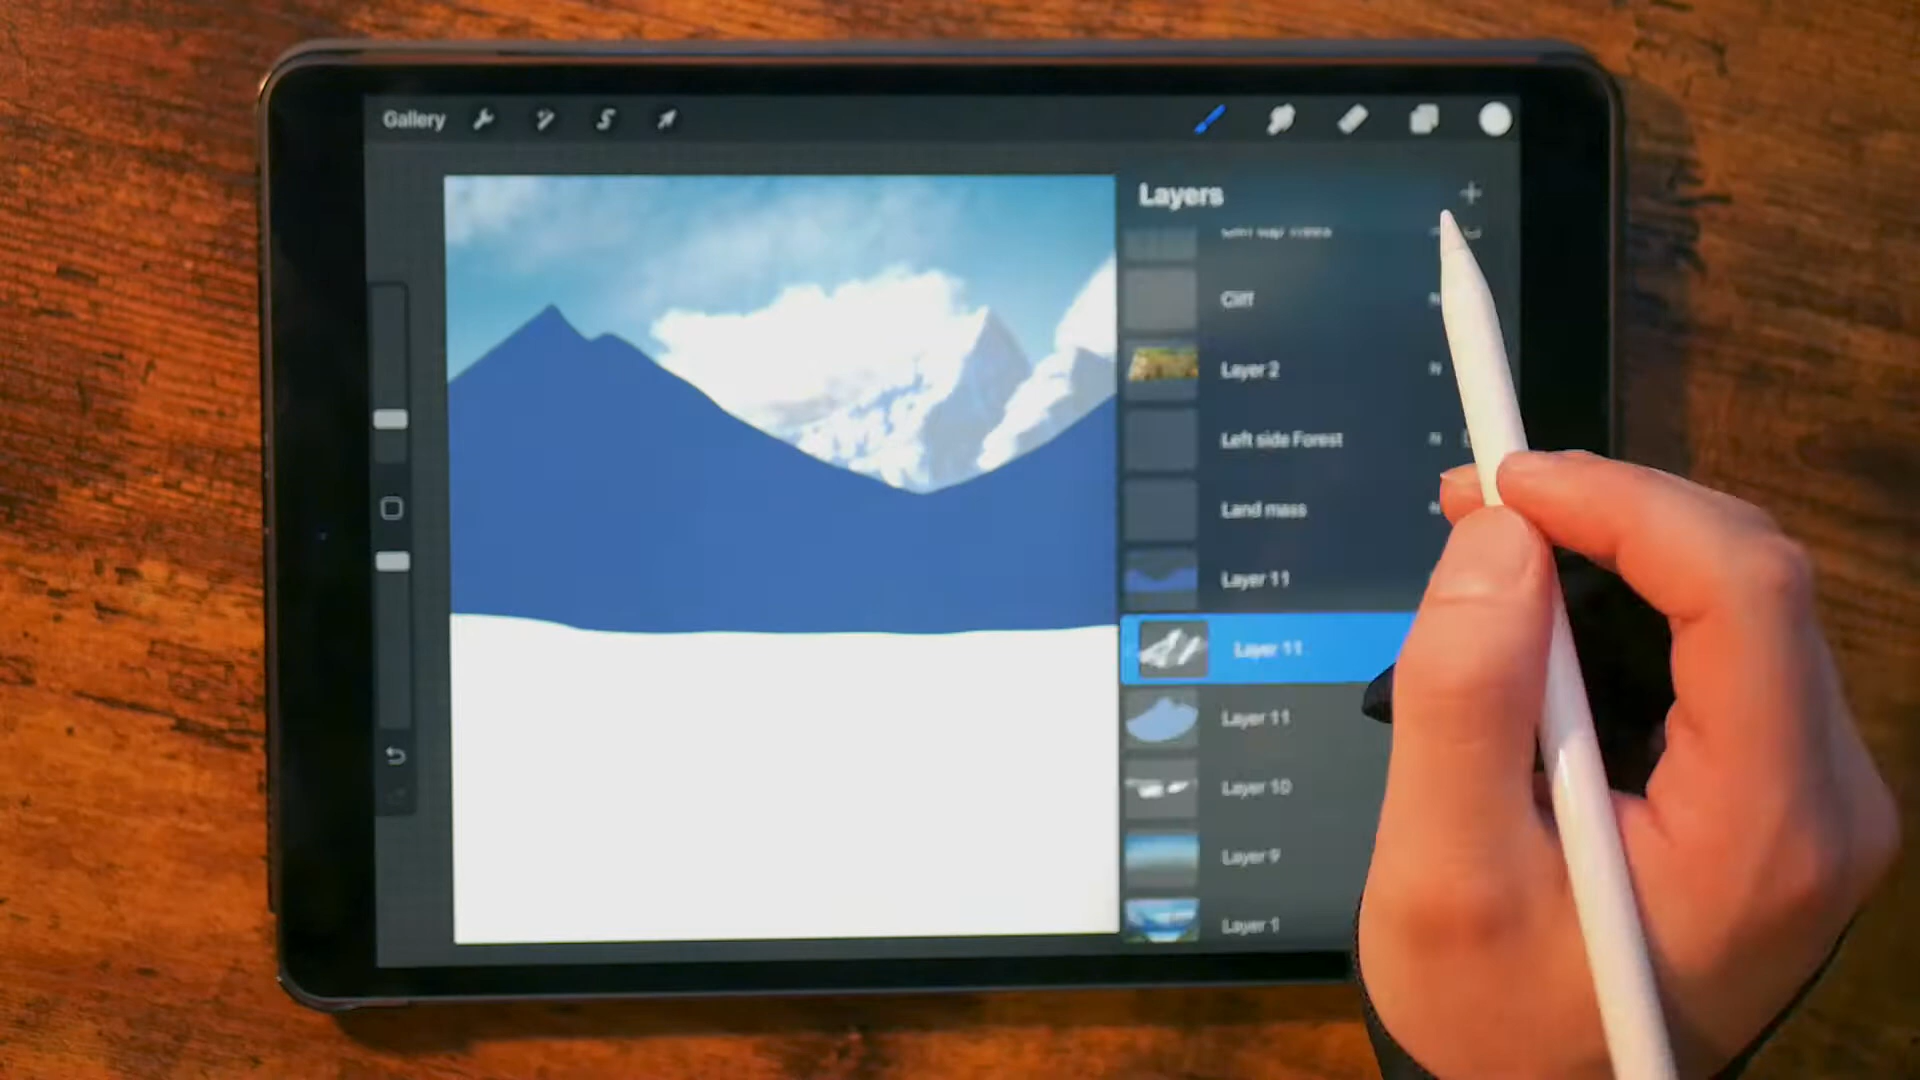 Gallery
Layers
Cliff
N
Layer 2
N
Left side Forest
N
Land mass
N
Layer 11
Layer 11
Layer 11
Layer 10
Layer 9
Layer 1